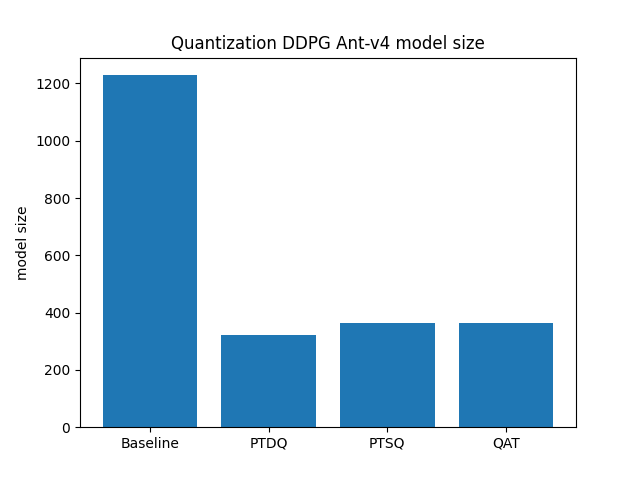 Quantization DDPG Ant-v4 model size
1200
1000
800
600
400
200
0
model size
Baseline PTDQ PTSQ QAT